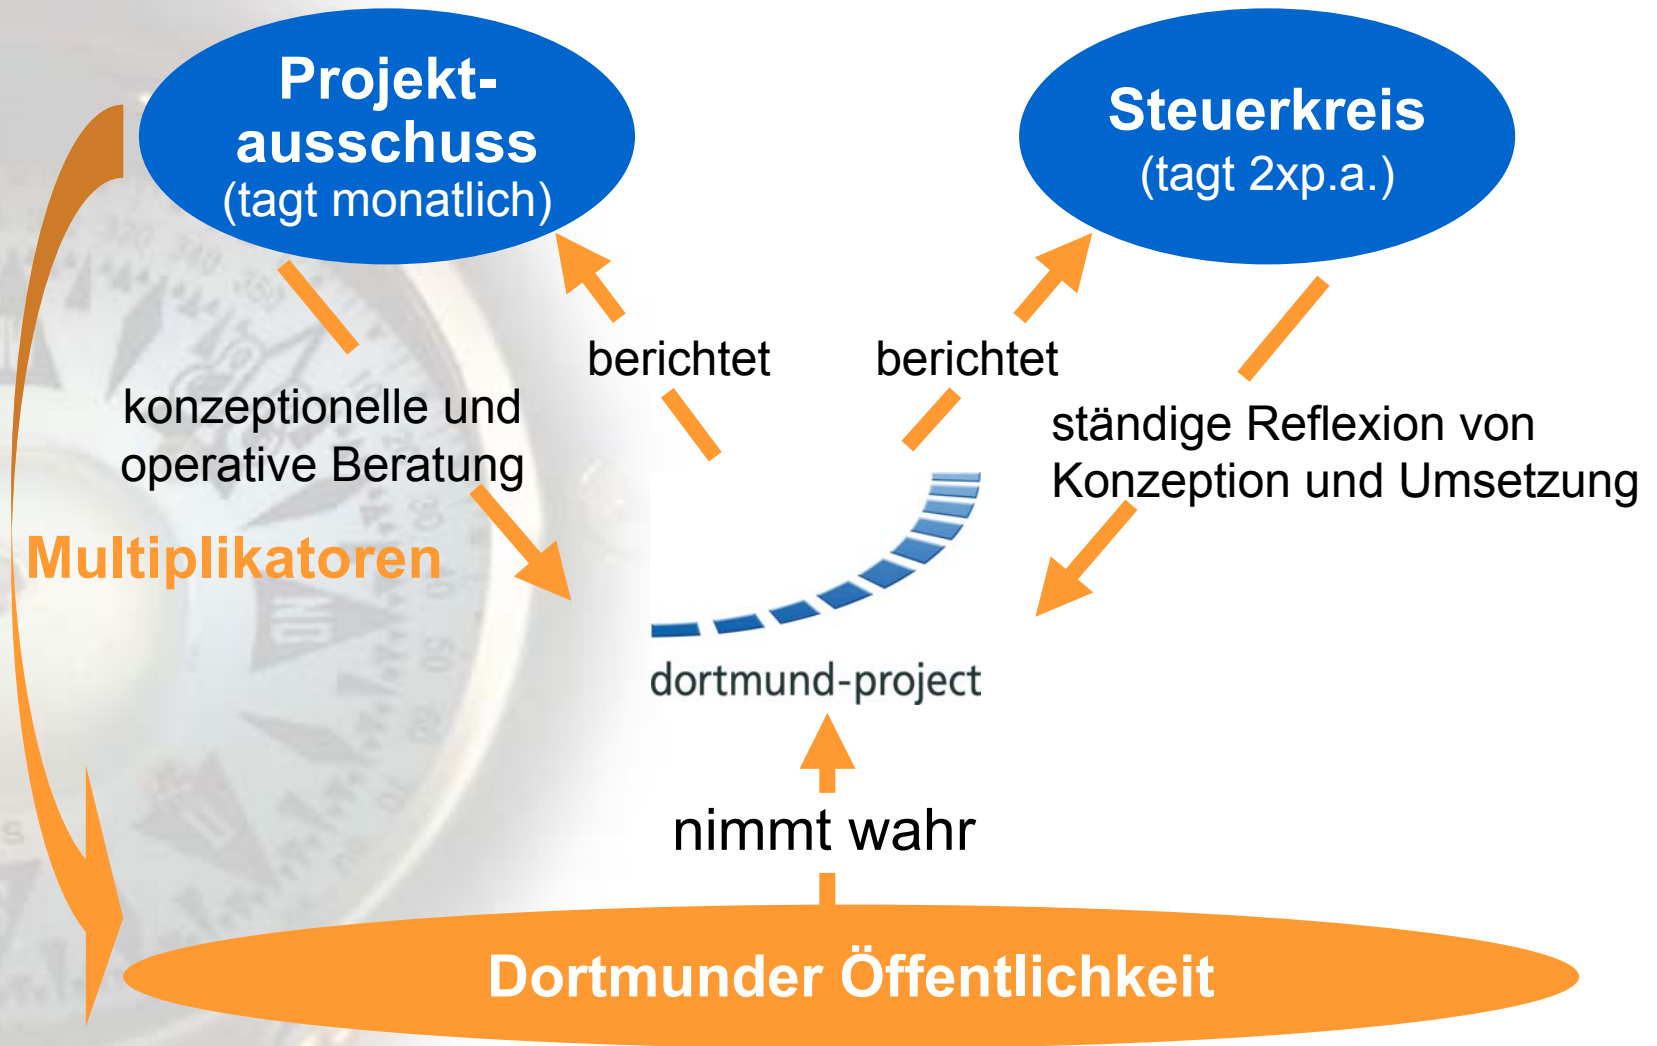 Projekt-
ausschuss
(tagt monatlich)
Steuerkreis
(tagt 2xp.a.)
berichtet
berichtet
konzeptionelle und
operative Beratung
ständige Reflexion von
Konzeption und Umsetzung
Multiplikatoren
dortmund-project
nimmt wahr
Dortmunder Öffentlichkeit